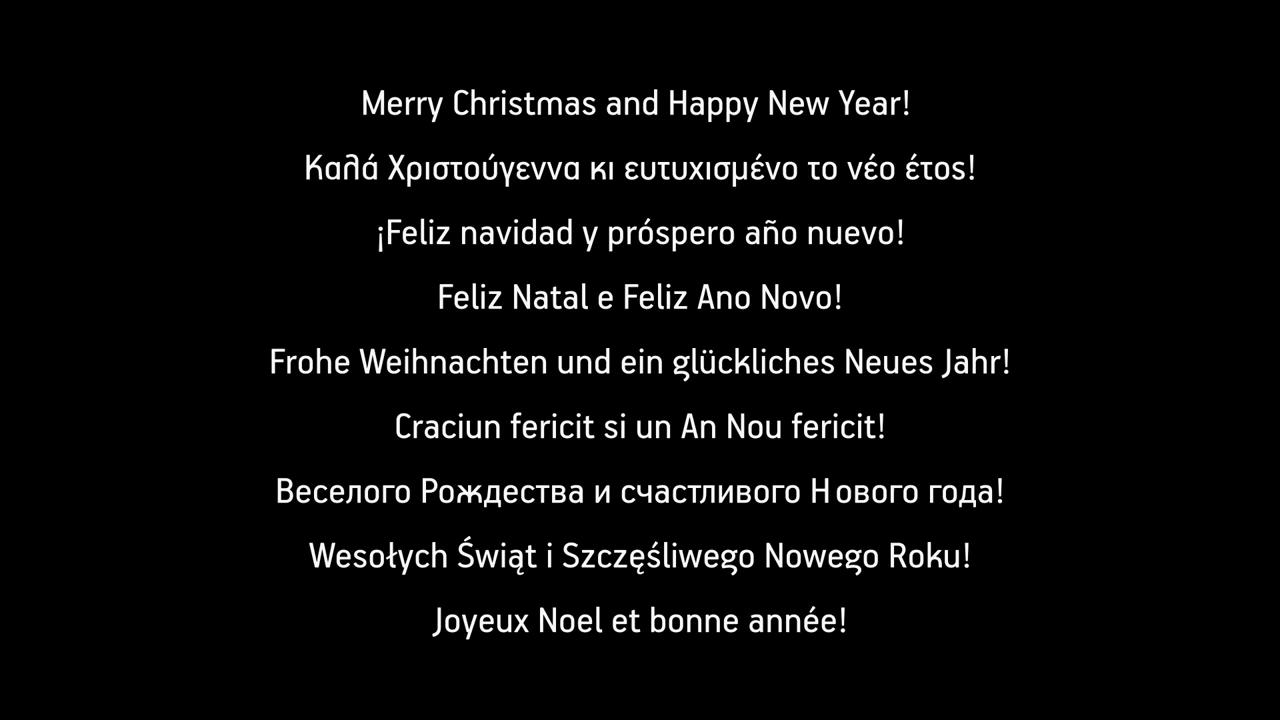 Merry Christmas and Happy New Year!
Καλά Χριστούγεννα κι ευτυχισμένο το νέο έτος!
¡Feliz navidad y próspero año nuevo!
Feliz Natal e Feliz Ano Novo!
Frohe Weihnachten und ein glückliches Neues Jahr!
Craciun fericit si un An Nou fericit!
Веселого Рождества и счастливого Нового года!
Wesołych Świąt i Szczęśliwego Nowego Roku!
Joyeux Noel et bonne année!